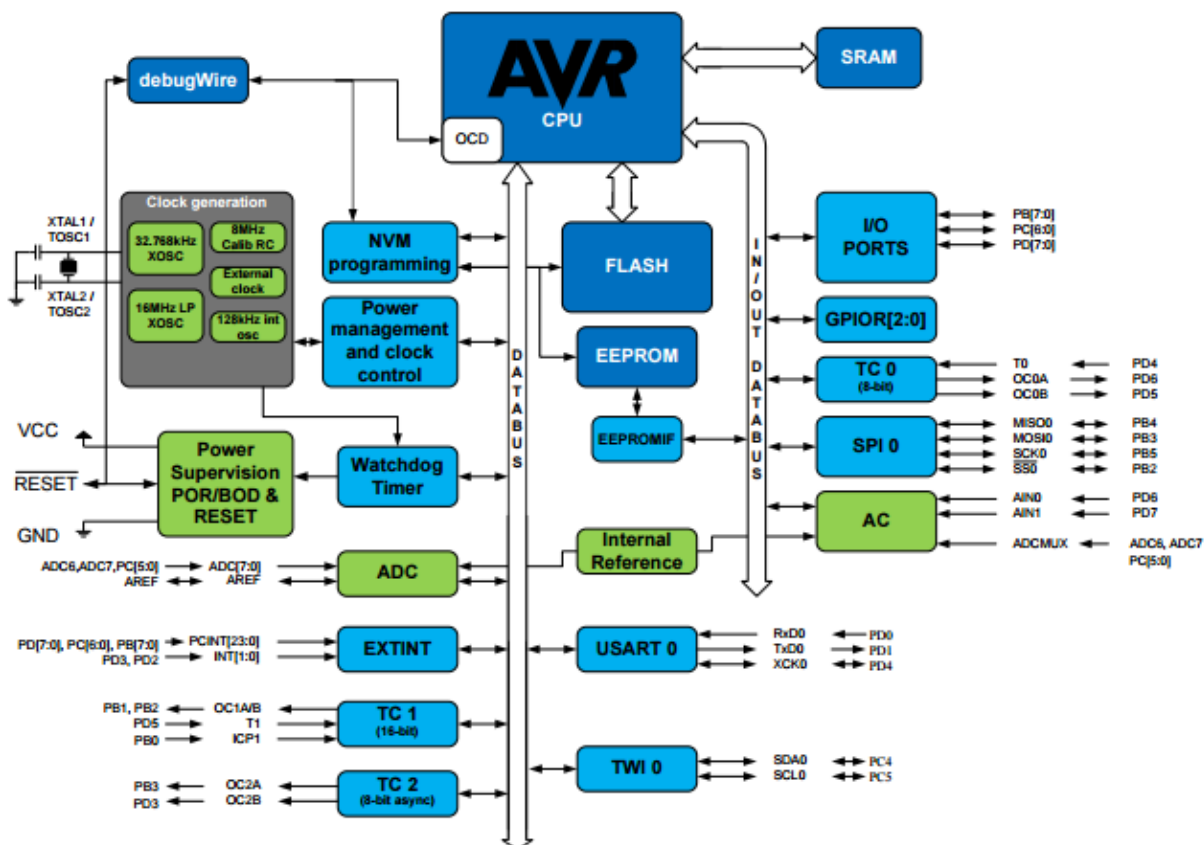 AVR
CPU
OCD
SRAM
debugWire
Clock generation
XTAL1 /
TOSC1
32.768kHz
XOSC
8MHz
Calib RC
External
clock
XTAL2 /
TOSC2
16MHz LP
XOSC
128kHz int
osc
NVM
programming
Power
management
and clock
control
FLASH
EEPROM
EEPROMIF
DATABUS
IN/OUT DATABUS
I/O
PORTS
PB[7:0]
PC[6:0]
PD[7:0]
GPIOR[2:0]
TC 0
(8-bit)
T0 PD4
OC0A PD6
OC0B PD5
SPI 0
MISO0 PB4
MOSI0 PB3
SCK0 PB5
SS0 PB2
AC
AIN0 PD6
AIN1 PD7
ADCMUX ADC6, ADC7
PC[5:0]
VCC
RESET
GND
Power
Supervision
POR/BOD &
RESET
Watchdog
Timer
Internal
Reference
ADC6,ADC7,PC[5:0] ADC[7:0]
AREF AREF
ADC
PD[7:0], PC[6:0], PB[7:0] PCINT[23:0]
PD3, PD2 INT[1:0]
EXTINT
USART 0
RxD0 PD0
TxD0 PD1
XCK0 PD4
PB1, PB2 OC1A/B
PD5 T1
PB0 ICP1
TC 1
(16-bit)
TWI 0
SDA0 PC4
SCL0 PC5
PB3 OC2A
PD3 OC2B
TC 2
(8-bit async)